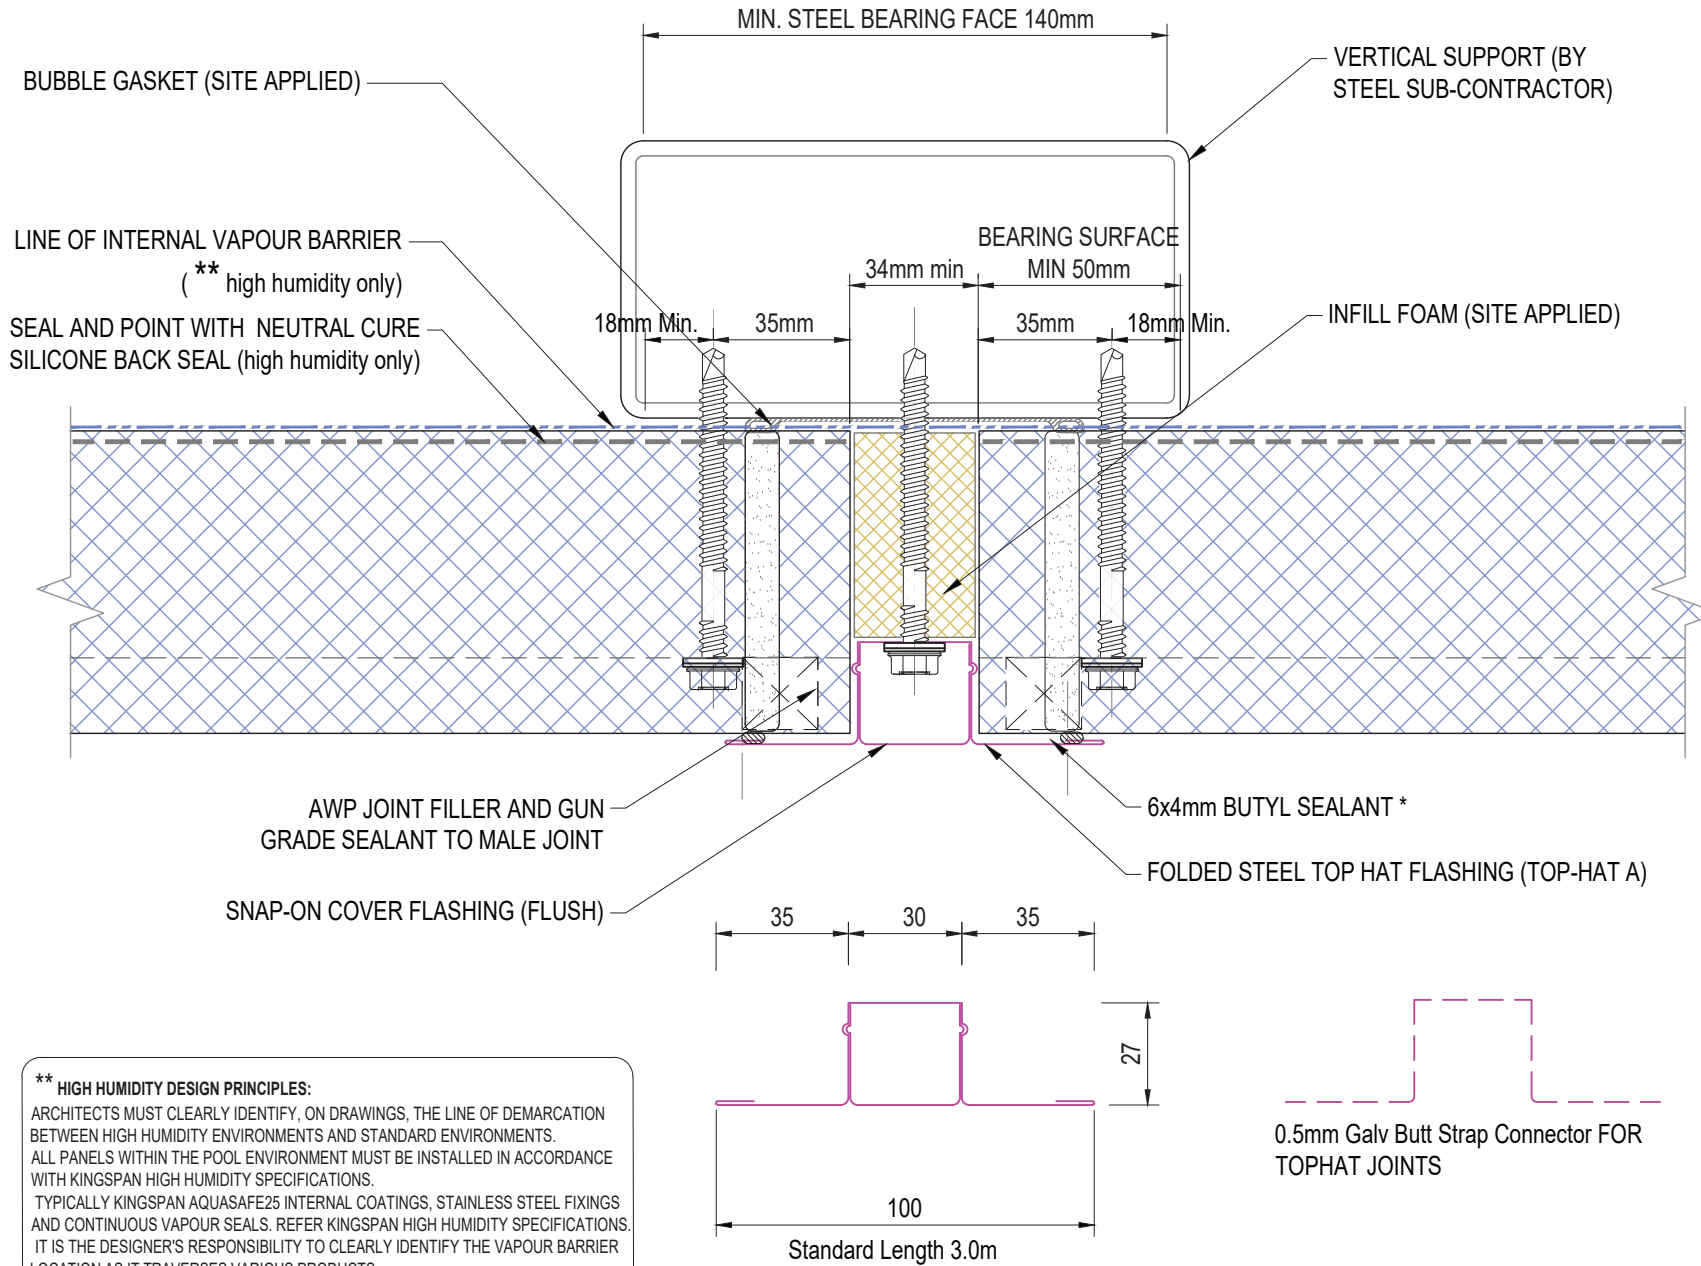 MIN. STEEL BEARING FACE 140mm
VERTICAL SUPPORT (BY
STEEL SUB-CONTRACTOR)
BUBBLE GASKET (SITE APPLIED)
LINE OF INTERNAL VAPOUR BARRIER
( ** high humidity only)
SEAL AND POINT WITH NEUTRAL CURE
SILICONE BACK SEAL (high humidity only)
BEARING SURFACE
MIN 50mm
34mm min
18mm Min.
35mm
35mm
18mm Min.
INFILL FOAM (SITE APPLIED)
AWP JOINT FILLER AND GUN
GRADE SEALANT TO MALE JOINT
6x4mm BUTYL SEALANT *
FOLDED STEEL TOP HAT FLASHING (TOP-HAT A)
SNAP-ON COVER FLASHING (FLUSH)
35
30
35
27
100
Standard Length 3.0m
0.5mm Galv Butt Strap Connector FOR
TOPHAT JOINTS
** HIGH HUMIDITY DESIGN PRINCIPLES:
ARCHITECTS MUST CLEARLY IDENTIFY, ON DRAWINGS, THE LINE OF DEMARCATION
BETWEEN HIGH HUMIDITY ENVIRONMENTS AND STANDARD ENVIRONMENTS.
ALL PANELS WITHIN THE POOL ENVIRONMENT MUST BE INSTALLED IN ACCORDANCE
WITH KINGSPAN HIGH HUMIDITY SPECIFICATIONS.
TYPICALLY KINGSPAN AQUASAFE25 INTERNAL COATINGS, STAINLESS STEEL FIXINGS
AND CONTINUOUS VAPOUR SEALS. REFER KINGSPAN HIGH HUMIDITY SPECIFICATIONS.
IT IS THE DESIGNER'S RESPONSIBILITY TO CLEARLY IDENTIFY THE VAPOUR BARRIER
LOCATION AS IT TRAVERSES VARIOUS PRODUCTS